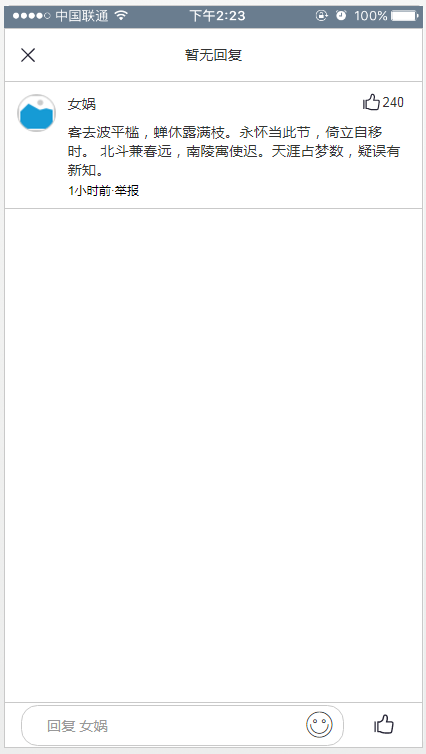 中国联通 下午2:23 100%
暂无回复
女娲 240
客去波平槛，蝉休露满枝。永怀当此节，倚立自移
时。 北斗兼春远，南陵寓使迟。天涯占梦数，疑误有
新知。
1小时前·举报
回复 女娲